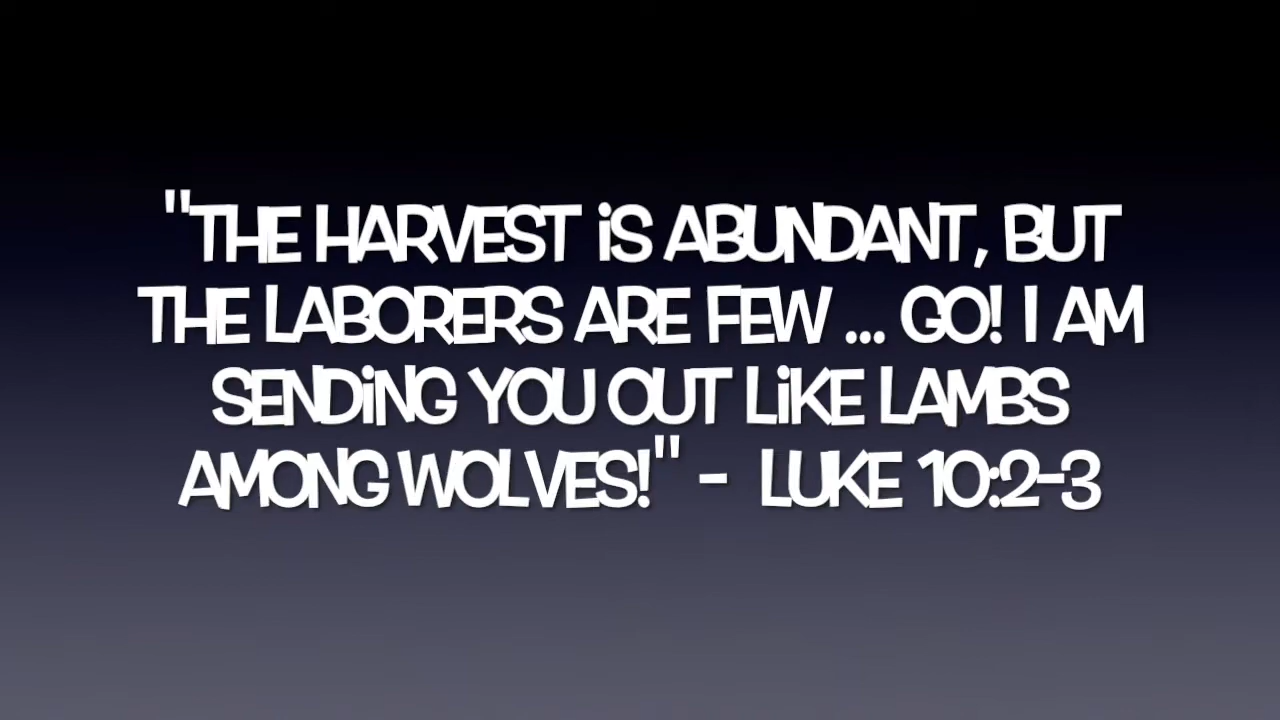 "THE HARVEST iS ABUNDANT, BUT
THE LABORERS ARE FEW ... GO! I AM
SENDiNG YOU OUT LiKE LAMBS
AMONG WOLVES!" - LUKE 10:2-3